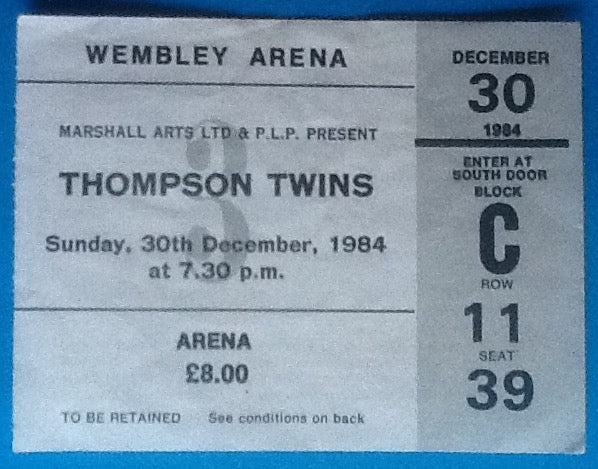 WEMBLEY ARENA
MARSHALL ARTS LTD & P.L.P. PRESENT
3
THOMPSON TWINS
Sunday, 30th December, 1984
at 7.30 p.m.
ARENA
£8.00
TO BE RETAINED See conditions on back
DECEMBER
30
1984
ENTER AT
SOUTH DOOR
BLOCK
C
ROW
11
SEAT
39